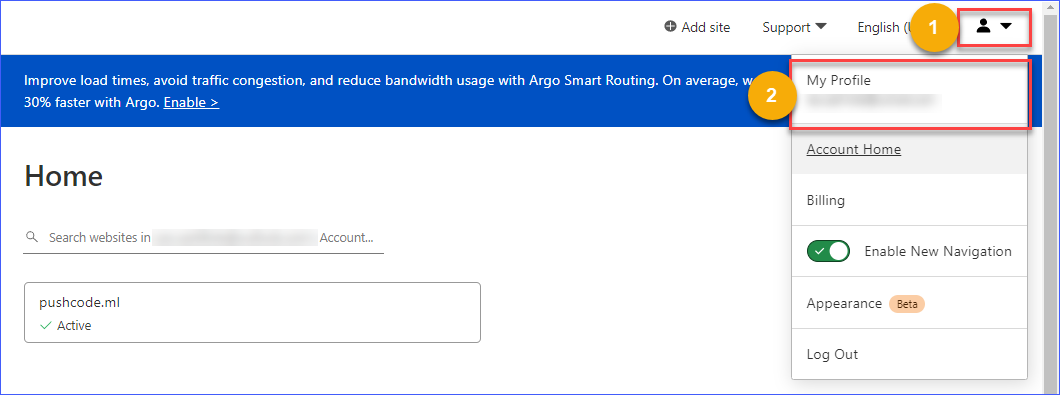 Add site
Support
English (U
1
Improve load times, avoid traffic congestion, and reduce bandwidth usage with Argo Smart Routing. On average, w
30% faster with Argo. Enable >
2
My Profile
Account Home
Home
Billing
Search websites in Account...
Enable New Navigation
pushcode.ml
Active
Appearance Beta
Log Out